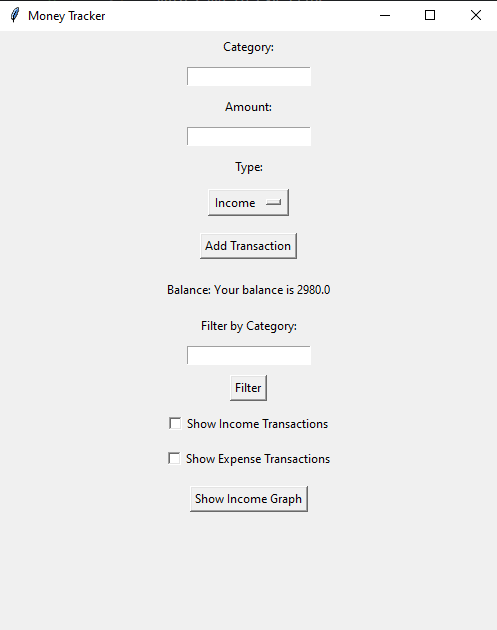 Money Tracker
Category:
Amount:
Type:
Income
Add Transaction
Balance: Your balance is 2980.0
Filter by Category:
Filter
Show Income Transactions
Show Expense Transactions
Show Income Graph